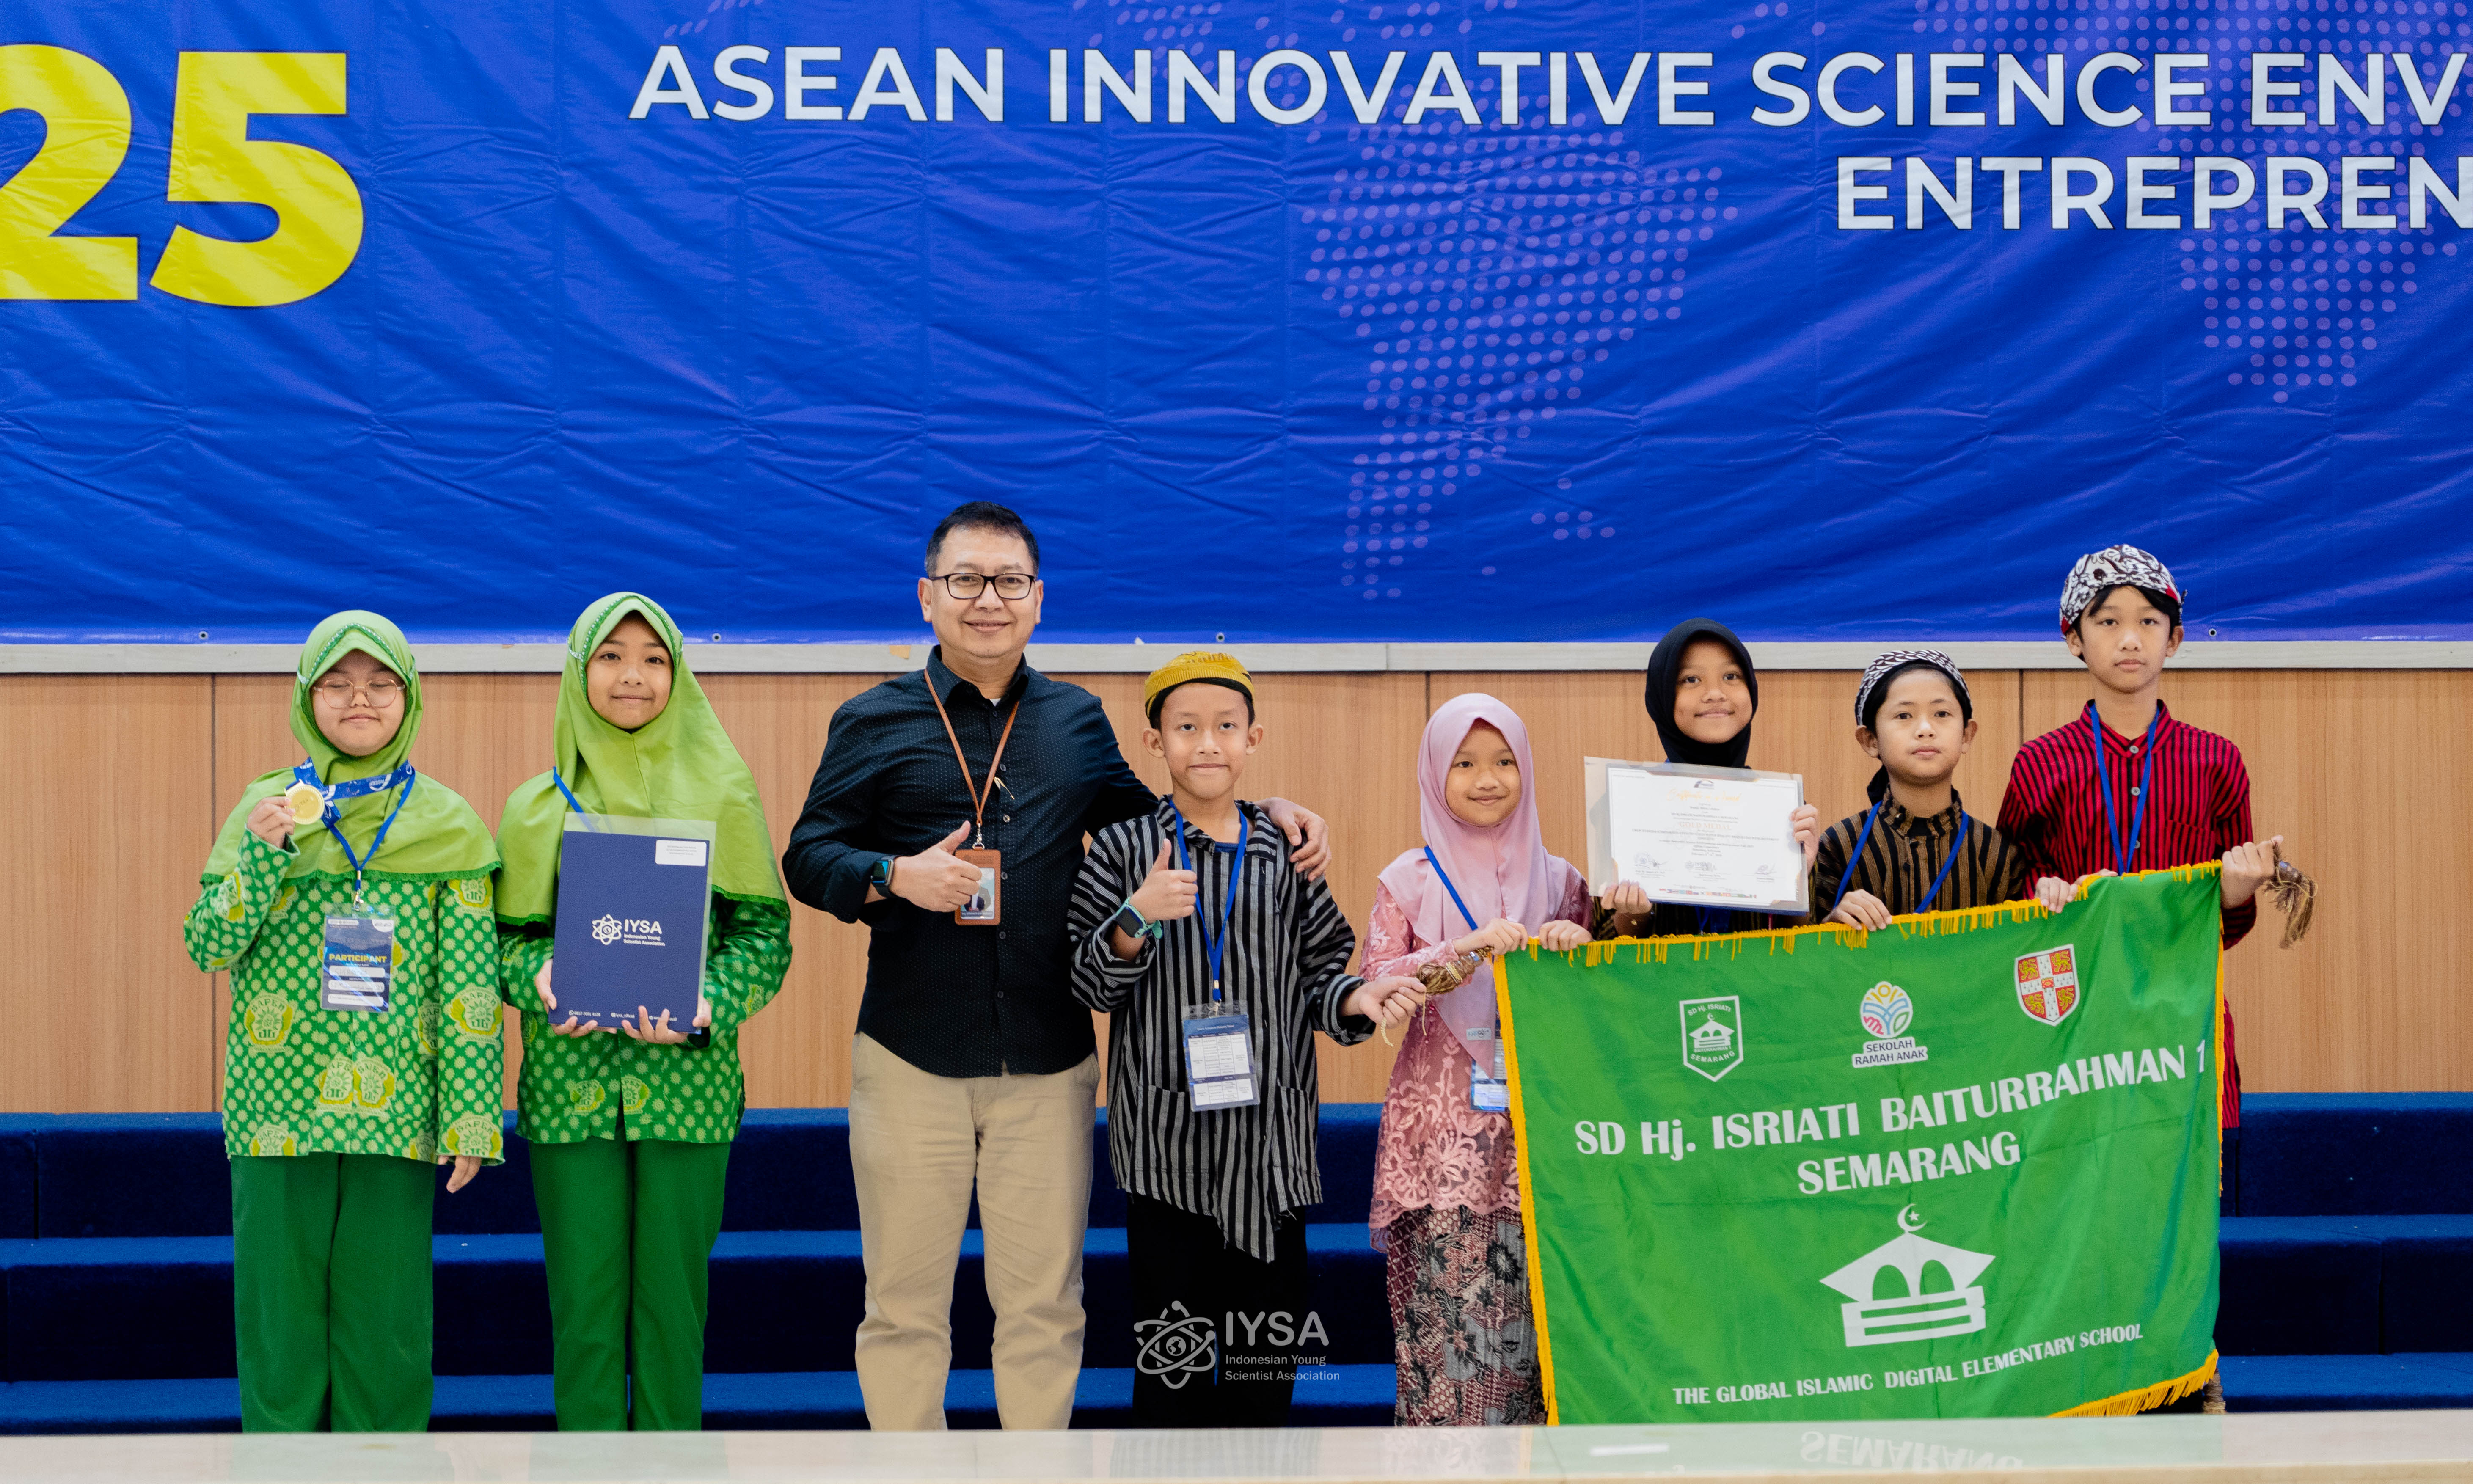 25
ASEAN INNOVATIVE SCIENCE ENV
ENTREPREN
PARTICIPANT
IYSA
Indonesian Young
Scientist Association
SD Hj. ISRIATI
SEMARANG
SEKOLAH
RAMAH ANAK
SD Hj. ISRIATI BAITURRAHMAN 1
SEMARANG
THE GLOBAL ISLAMIC DIGITAL ELEMENTARY SCHOOL
IYSA
Indonesian Young
Scientist Association